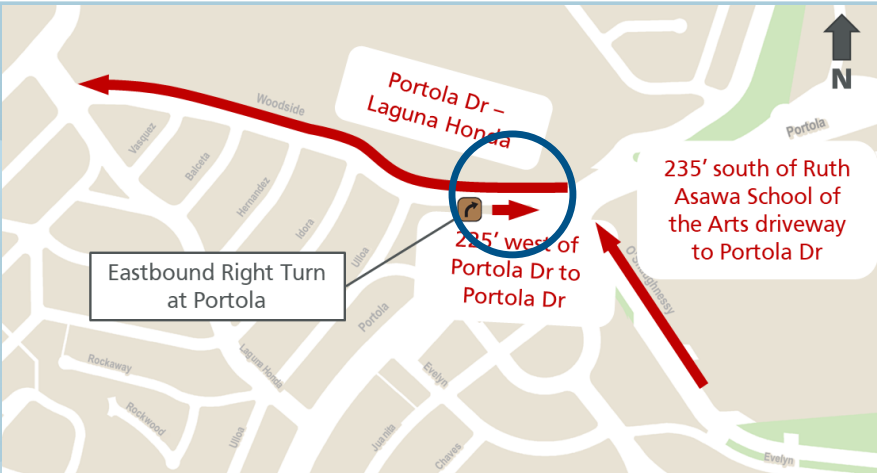 N
Portola Dr –
Laguna Honda
Woodside
Portola
Vasquez
Balceta
Hernandez
Idora
Ulloa
235’ south of Ruth
Asawa School of
the Arts driveway
to Portola Dr
225’ west of
Portola Dr to
Portola Dr
O'Shaughnessy
Eastbound Right Turn
at Portola
Portola
Laguna Honda
Rockaway
Rockwood
Ulloa
Evelyn
Juanita
Chaves
Evelyn